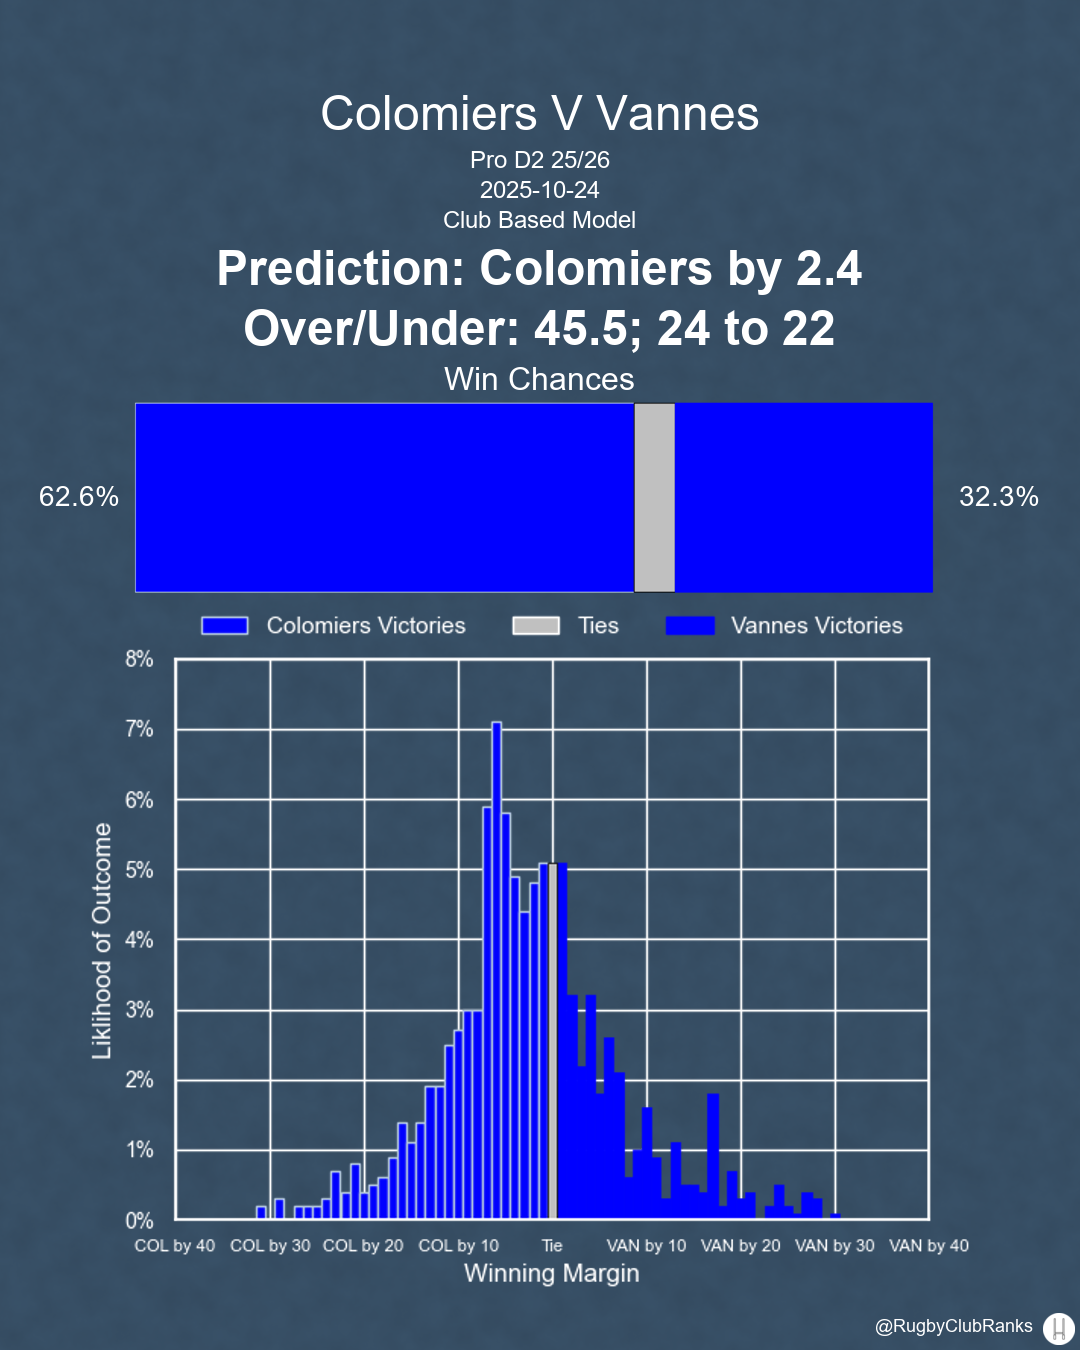 Colomiers V Vannes
Pro D2 25/26
2025-10-24
Club Based Model
Prediction: Colomiers by 2.4
Over/Under: 45.5; 24 to 22
Win Chances
62.6%
32.3%
Colomiers Victories Ties Vannes Victories
8%
7%
6%
5%
4%
3%
2%
1%
0%
Liklihood of Outcome
COL by 40 COL by 30 COL by 20 COL by 10 Tie VAN by 10 VAN by 20 VAN by 30 VAN by 40
Winning Margin
@RugbyClubRanks